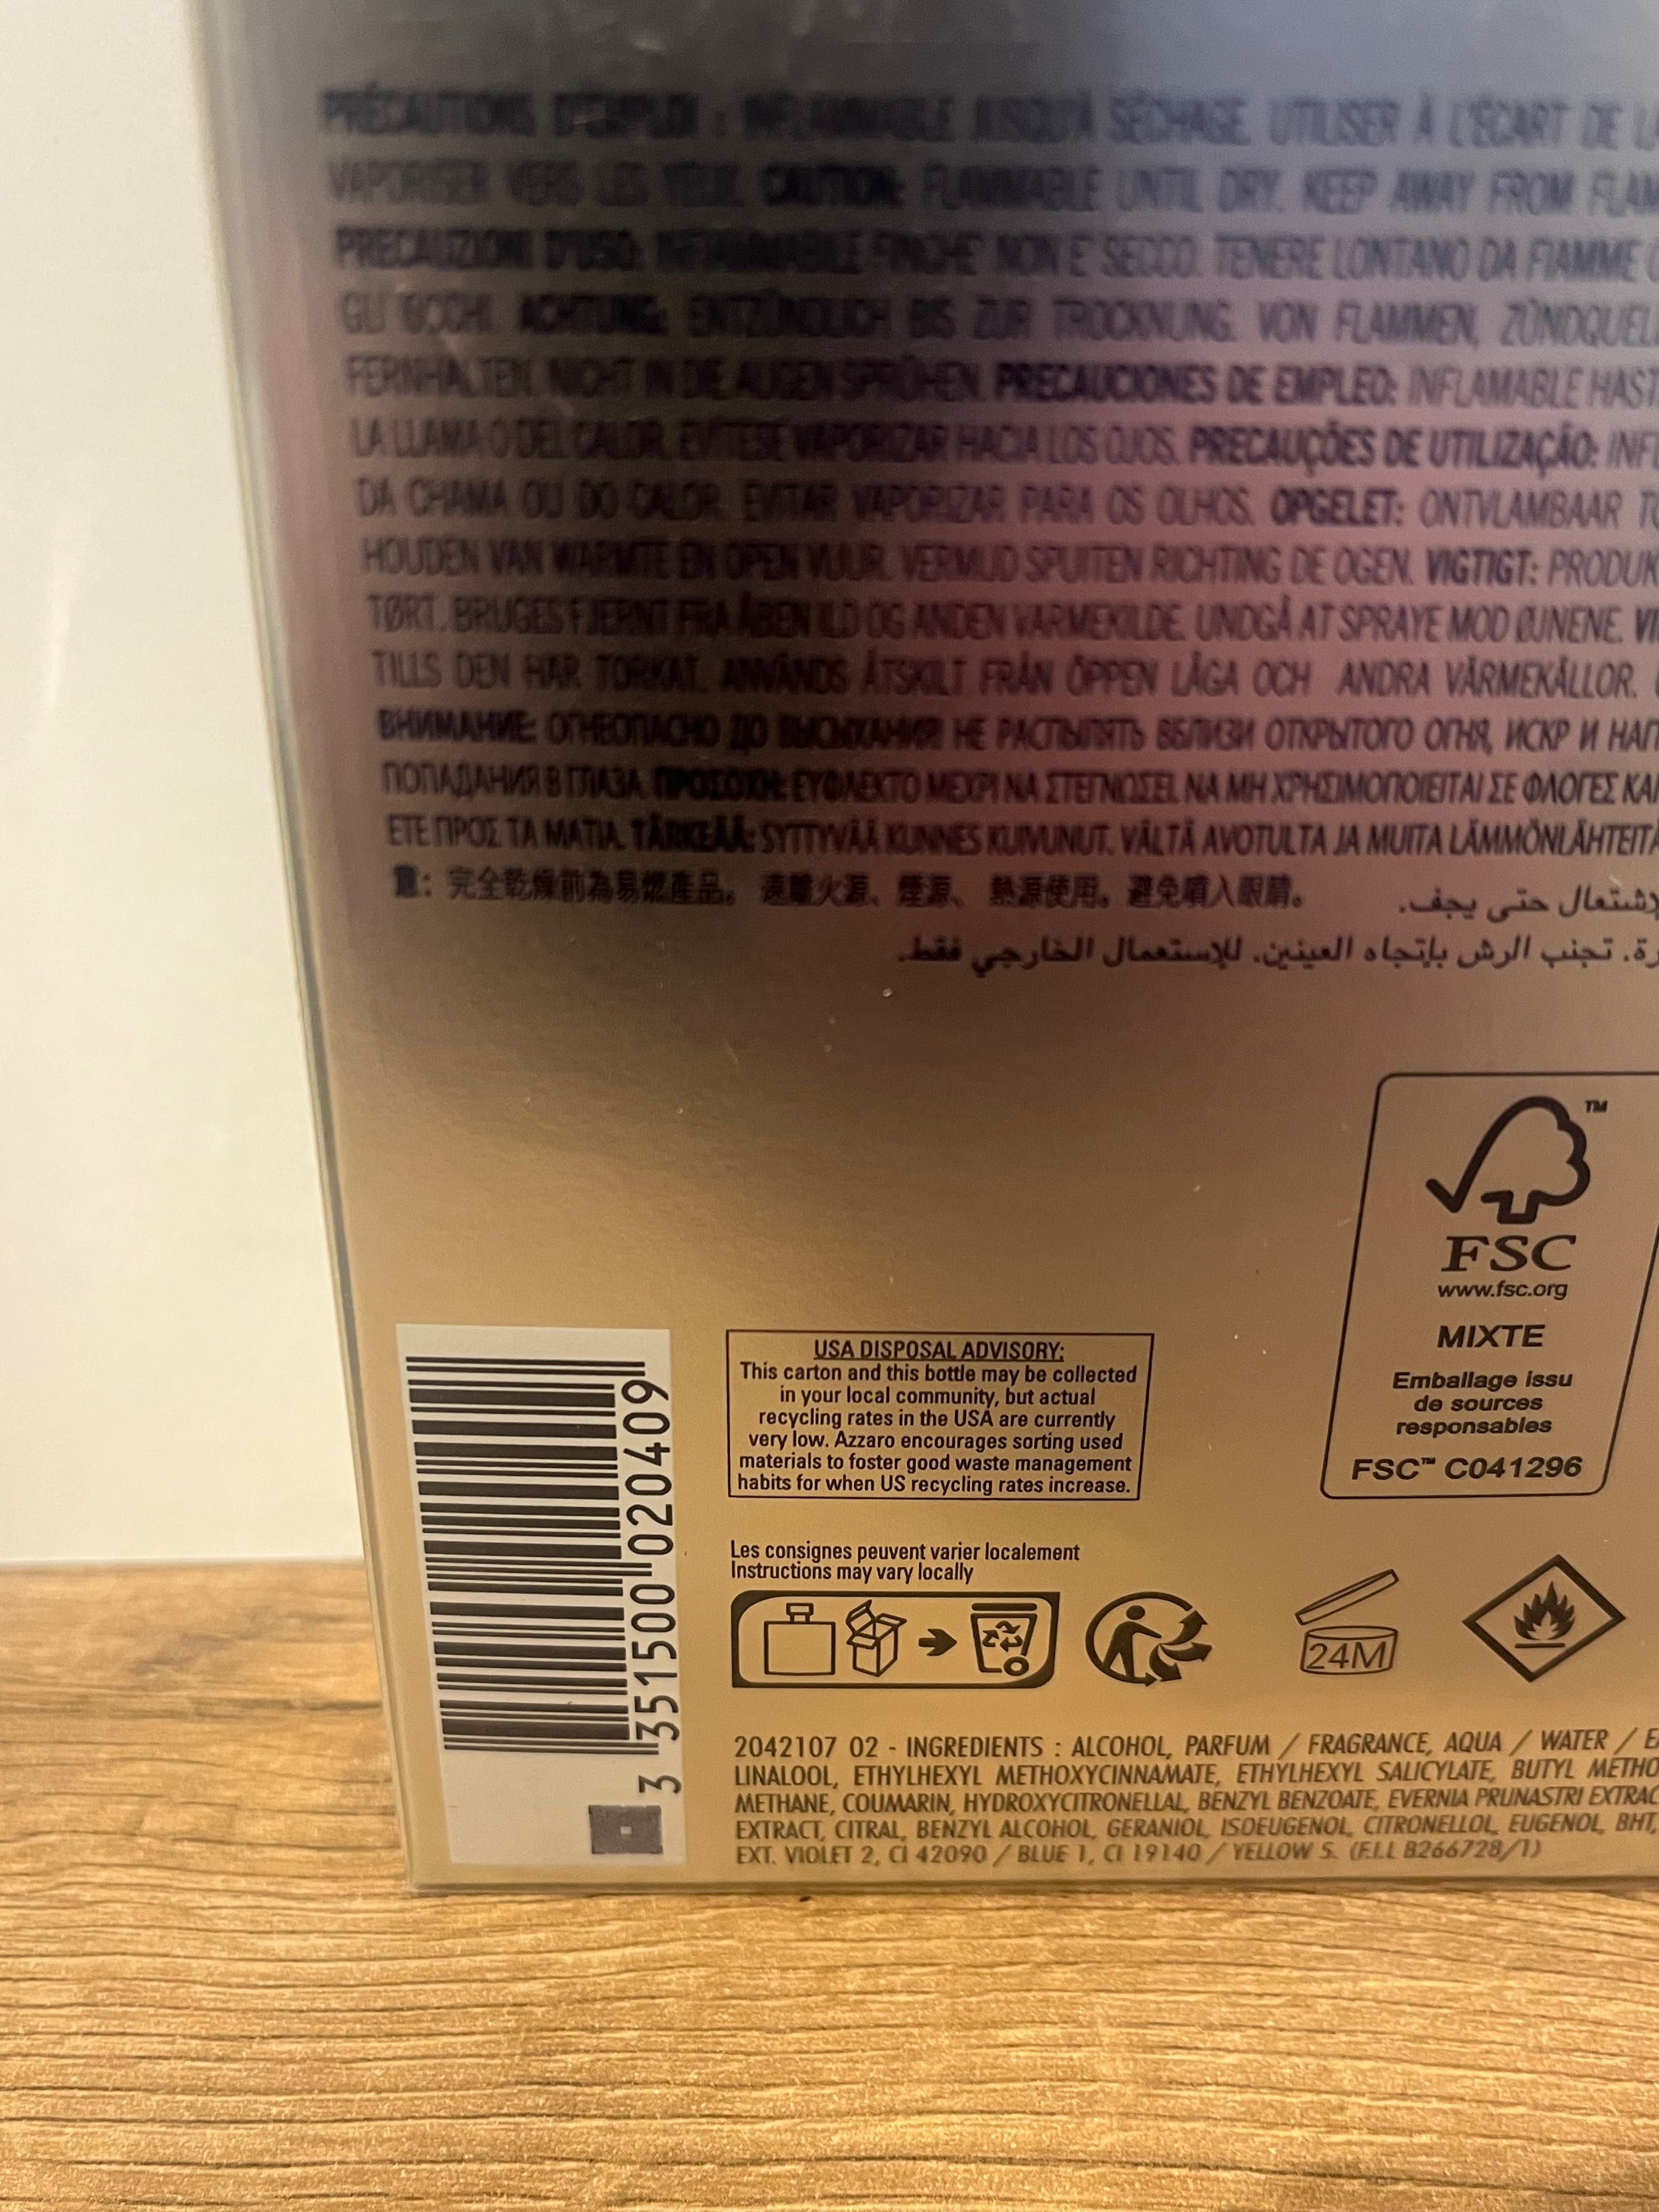 PRÉCAUTIONS D'EMPLOI : INFLAMMABLE JUSQU'À SÉCHAGE. UTILISER À L'ÉCART DE LA
VAPORISER VERS LES YEUX. CAUTION: FLAMMABLE UNTIL DRY. KEEP AWAY FROM FLAM
PRECAUZIONI D'USO: INFIAMMABILE FINCHE' NON E' SECCO. TENERE LONTANO DA FIAMME
GLI OCCHI. ACHTUNG: ENTZÜNDLICH BIS ZUR TROCKNUNG. VON FLAMMEN, ZÜNDQUELL
FERNHALTEN. NICHT IN DIE AUGEN SPRÜHEN. PRECAUCIONES DE EMPLEO: INFLAMABLE HAST
LA LLAMA O DEL CALOR. EVÍTESE VAPORIZAR HACIA LOS OJOS. PRECAUÇÕES DE UTILIZAÇÃO: INFL
DA CHAMA OU DO CALOR. EVITAR VAPORIZAR PARA OS OLHOS. OPGELET: ONTVLAMBAAR TO
HOUDEN VAN WARMTE EN OPEN VUUR. VERMIJD SPUITEN RICHTING DE OGEN. VIGTIGT: PRODUK
TØRT. BRUGES FJERNT FRA ÅBEN ILD OG ANDEN VARMEKILDE. UNDGÅ AT SPRAYE MOD ØJNENE. VI
TILLS DEN HAR TORKAT. ANVÄNDS ÅTSKILT FRÅN ÖPPEN LÅGA OCH ANDRA VÄRMEKÄLLOR.
ВНИМАНИЕ: ОГНЕОПАСНО ДО ВЫСЫХАНИЯ! НЕ РАСПЫЛЯТЬ ВБЛИЗИ ОТКРЫТОГО ОГНЯ, ИСКР И НАГ
ПОПАДАНИЯ В ГЛАЗА. ΠΡΟΣΟΧΗ: ΕΥΦΛΕΚΤΟ ΜΕΧΡΙ ΝΑ ΣΤΕΓΝΩΣΕΙ. ΝΑ ΜΗ ΧΡΗΣΙΜΟΠΟΙΕΙΤΑΙ ΣΕ ΦΛΟΓΕΣ ΚΑΙ
ΕΤΕ ΠΡΟΣ ΤΑ ΜΑΤΙΑ. TÄRKEÄÄ: SYTTYVÄÄ KUNNES KUIVUNUT. VÄLTÄ AVOTULTA JA MUITA LÄMMÖNLÄHTEITÄ
意：完全乾燥前為易燃產品。遠離火源、煙源、熱源使用。避免噴入眼睛。 لإشتعال حتى يجف.
رة. تجنب الرش بإتجاه العينين. للإستعمال الخارجي فقط.
TM
FSC
www.fsc.org
MIXTE
Emballage issu
de sources
responsables
FSC™ C041296
3 351500 020409
USA DISPOSAL ADVISORY:
This carton and this bottle may be collected
in your local community, but actual
recycling rates in the USA are currently
very low. Azzaro encourages sorting used
materials to foster good waste management
habits for when US recycling rates increase.
Les consignes peuvent varier localement
Instructions may vary locally
24M
2042107 02 - INGREDIENTS : ALCOHOL, PARFUM / FRAGRANCE, AQUA / WATER / EA
LINALOOL, ETHYLHEXYL METHOXYCINNAMATE, ETHYLHEXYL SALICYLATE, BUTYL METHO
METHANE, COUMARIN, HYDROXYCITRONELLAL, BENZYL BENZOATE, EVERNIA PRUNASTRI EXTRAC
EXTRACT, CITRAL, BENZYL ALCOHOL, GERANIOL, ISOEUGENOL, CITRONELLOL, EUGENOL, BHT,
EXT. VIOLET 2, CI 42090 / BLUE 1, CI 19140 / YELLOW 5. (F.I.L B266728/1)